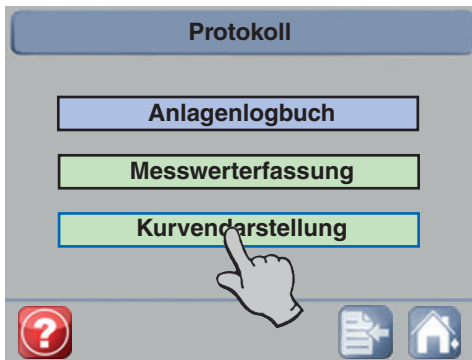 Protokoll
Anlagenlogbuch
Messwerterfassung
Kurvendarstellung
?